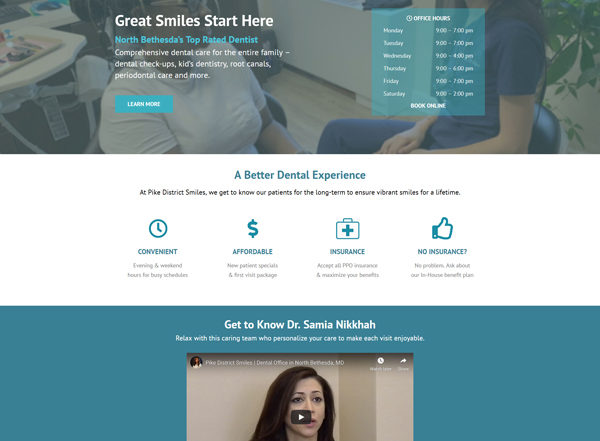 Great Smiles Start Here
North Bethesda's Top Rated Dentist
Comprehensive dental care for the entire family –
dental check-ups, kid's dentistry, root canals,
periodontal care and more.
LEARN MORE
OFFICE HOURS
Monday 9:00 – 7:00 pm
Tuesday 9:00 – 7:00 pm
Wednesday 9:00 – 4:00 pm
Thursday 9:00 – 6:00 pm
Friday 9:00 – 7:00 pm
Saturday 9:00 – 2:00 pm
BOOK ONLINE
A Better Dental Experience
At Pike District Smiles, we get to know our patients for the long-term to ensure vibrant smiles for a lifetime.
CONVENIENT
Evening & weekend
hours for busy schedules
$
AFFORDABLE
New patient specials
& first visit package
INSURANCE
Accept all PPO insurance
& maximize your benefits
NO INSURANCE?
No problem. Ask about
our In-House benefit plan
Get to Know Dr. Samia Nikkhah
Relax with this caring team who personalize your care to make each visit enjoyable.
Pike District Smiles | Dental Office in North Bethesda, MD
Watch later
Share